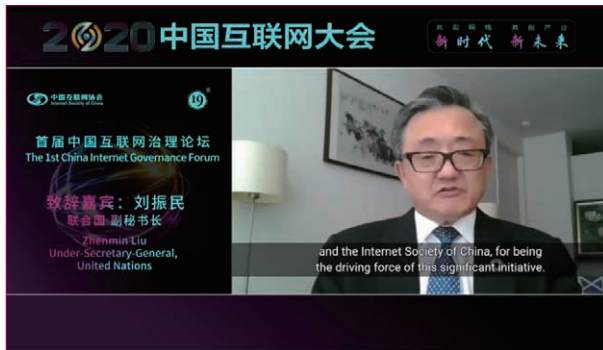 2020中国互联网大会
共拓网络 共创产业
新时代 新未来
中国互联网协会
Internet Society of China
19
首届中国互联网治理论坛
The 1st China Internet Governance Forum
致辞嘉宾：刘振民
联合国 副秘书长
Zhenmin Liu
Under-Secretary-General,
United Nations
and the Internet Society of China, for being
the driving force of this significant initiative.